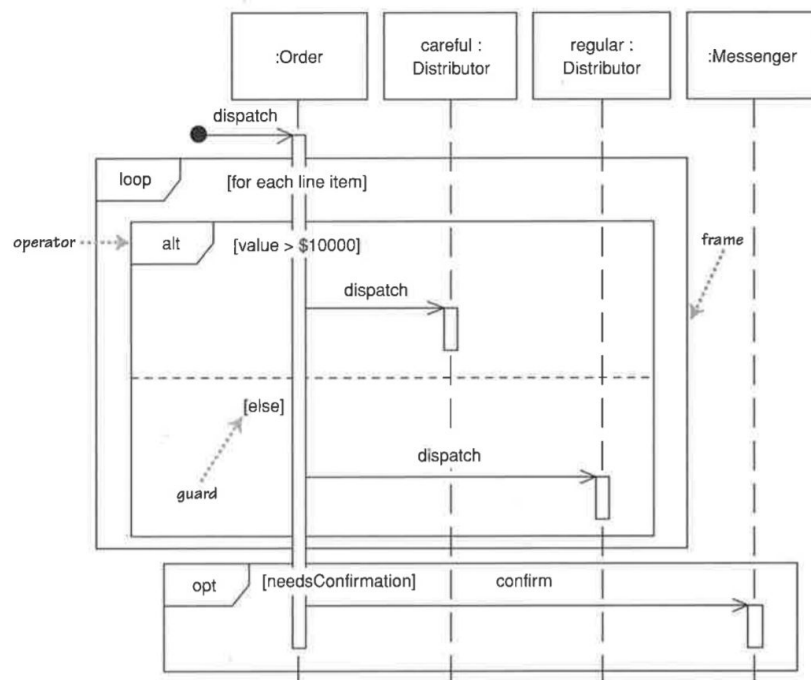 :Order
careful :
Distributor
regular :
Distributor
:Messenger
dispatch
loop
[for each line item]
operator
alt
[value > $10000]
frame
dispatch
[else]
dispatch
guard
opt
[needsConfirmation]
confirm